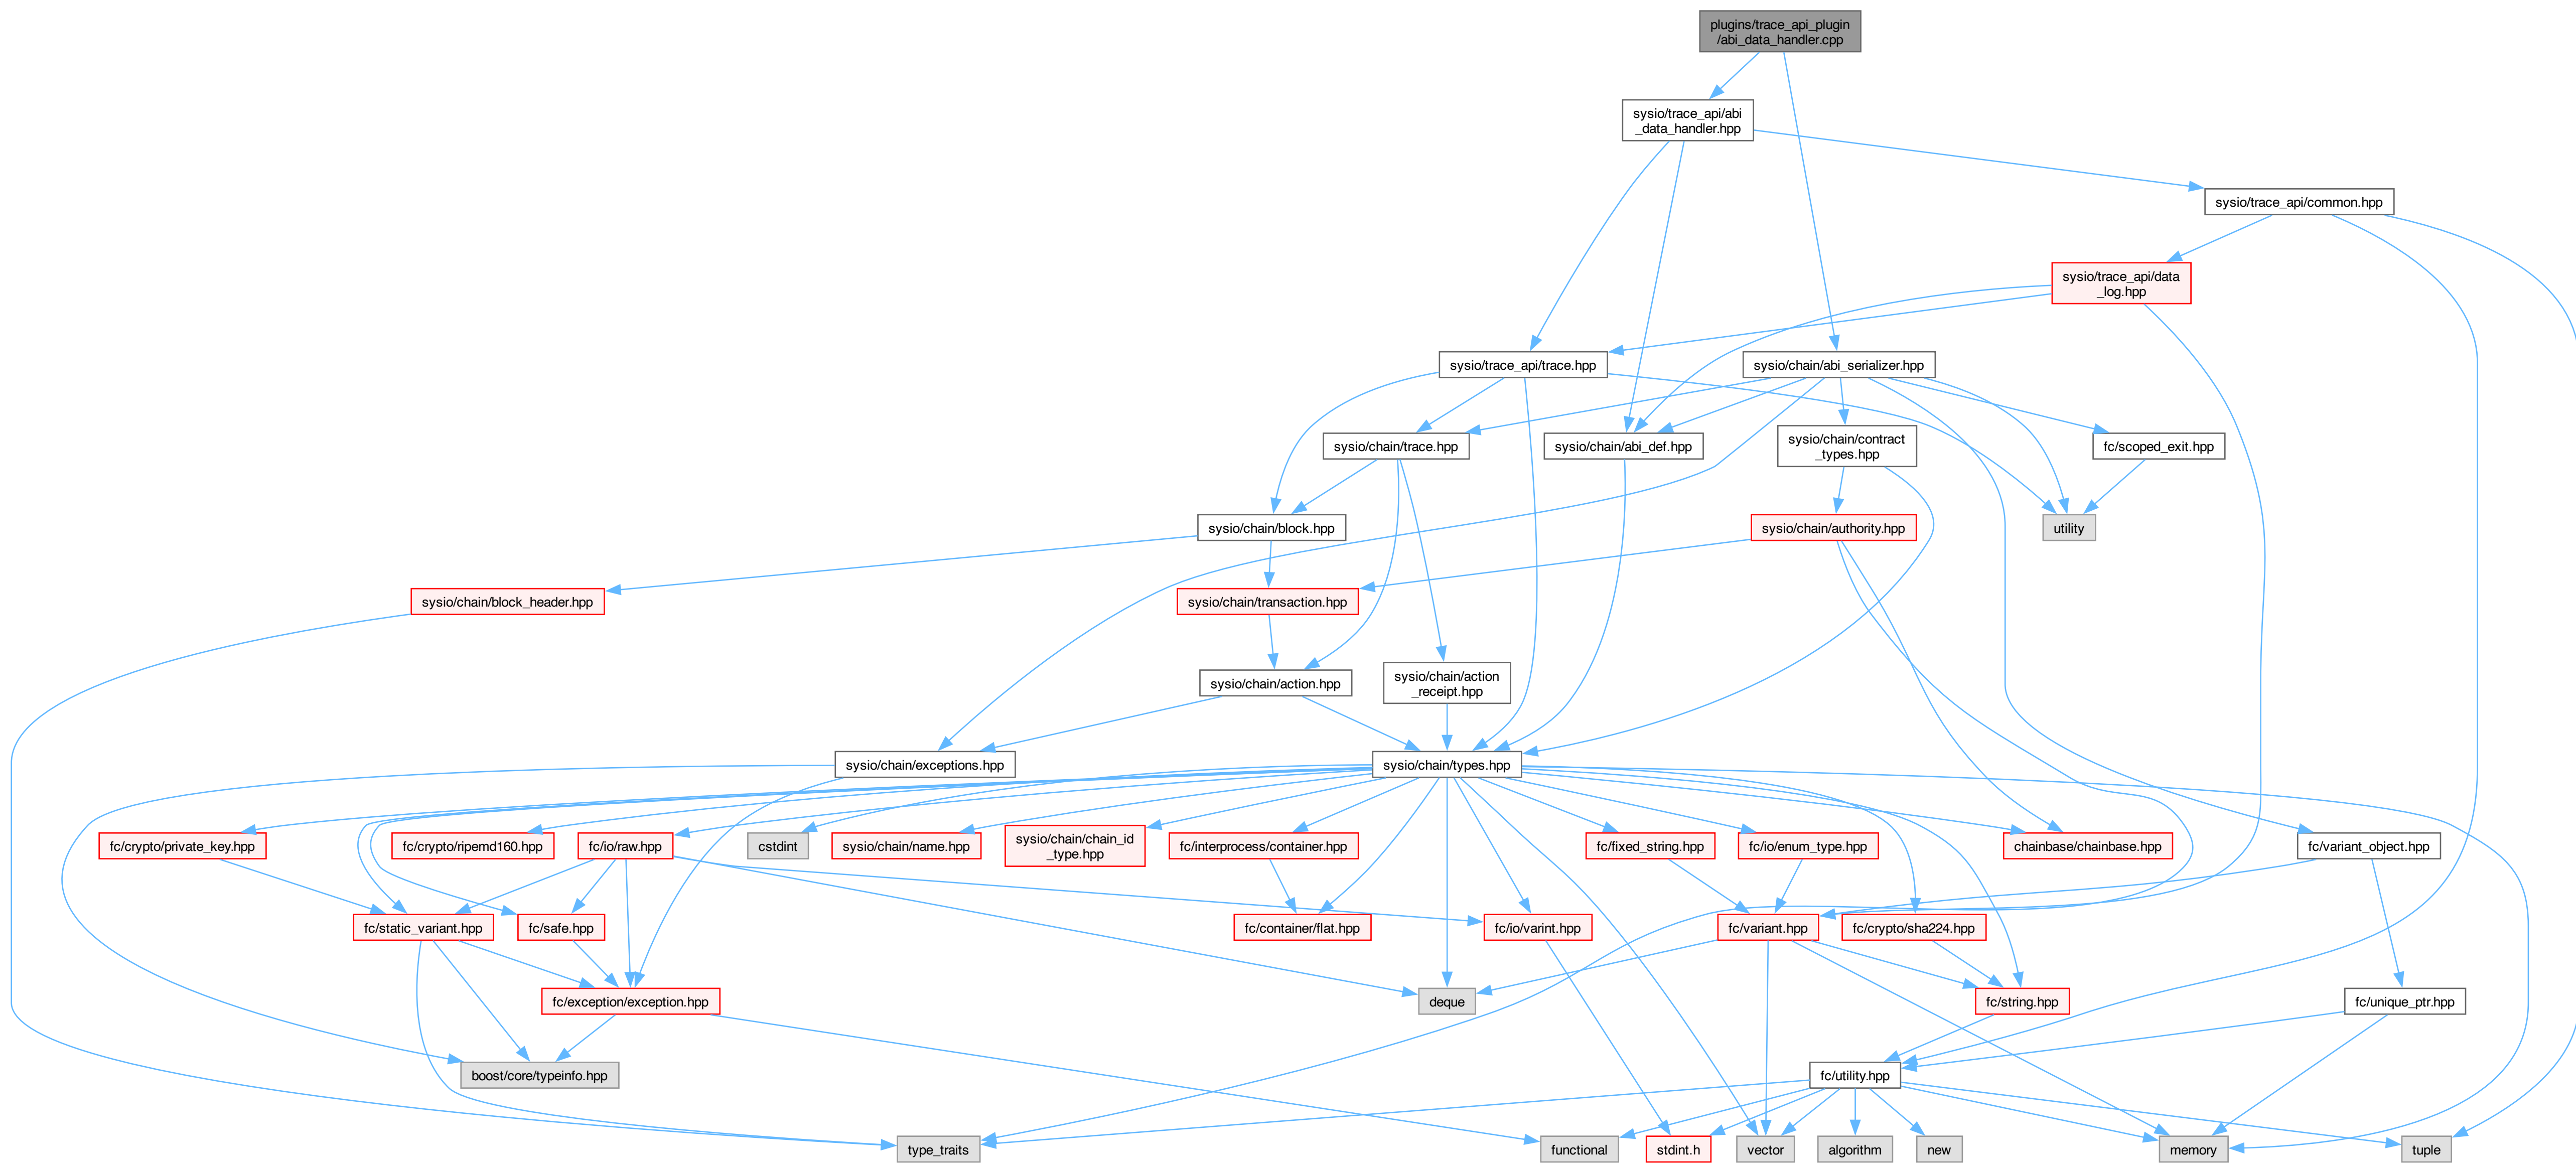 plugins/trace_api_plugin
/abi_data_handler.cpp
sysio/trace_api/abi
_data_handler.hpp
sysio/trace_api/common.hpp
sysio/trace_api/data
_log.hpp
sysio/trace_api/trace.hpp
sysio/chain/abi_serializer.hpp
sysio/chain/trace.hpp
sysio/chain/abi_def.hpp
sysio/chain/contract
_types.hpp
fc/scoped_exit.hpp
sysio/chain/block.hpp
sysio/chain/authority.hpp
utility
sysio/chain/block_header.hpp
sysio/chain/transaction.hpp
sysio/chain/action.hpp
sysio/chain/action
_receipt.hpp
sysio/chain/exceptions.hpp
sysio/chain/types.hpp
fc/crypto/private_key.hpp
fc/crypto/ripemd160.hpp
fc/io/raw.hpp
cstdint
sysio/chain/name.hpp
sysio/chain/chain_id
_type.hpp
fc/interprocess/container.hpp
fc/fixed_string.hpp
fc/io/enum_type.hpp
chainbase/chainbase.hpp
fc/variant_object.hpp
fc/static_variant.hpp
fc/safe.hpp
fc/container/flat.hpp
fc/io/varint.hpp
fc/variant.hpp
fc/crypto/sha224.hpp
fc/exception/exception.hpp
deque
fc/string.hpp
fc/unique_ptr.hpp
boost/core/typeinfo.hpp
fc/utility.hpp
type_traits
functional
stdint.h
vector
algorithm
new
memory
tuple